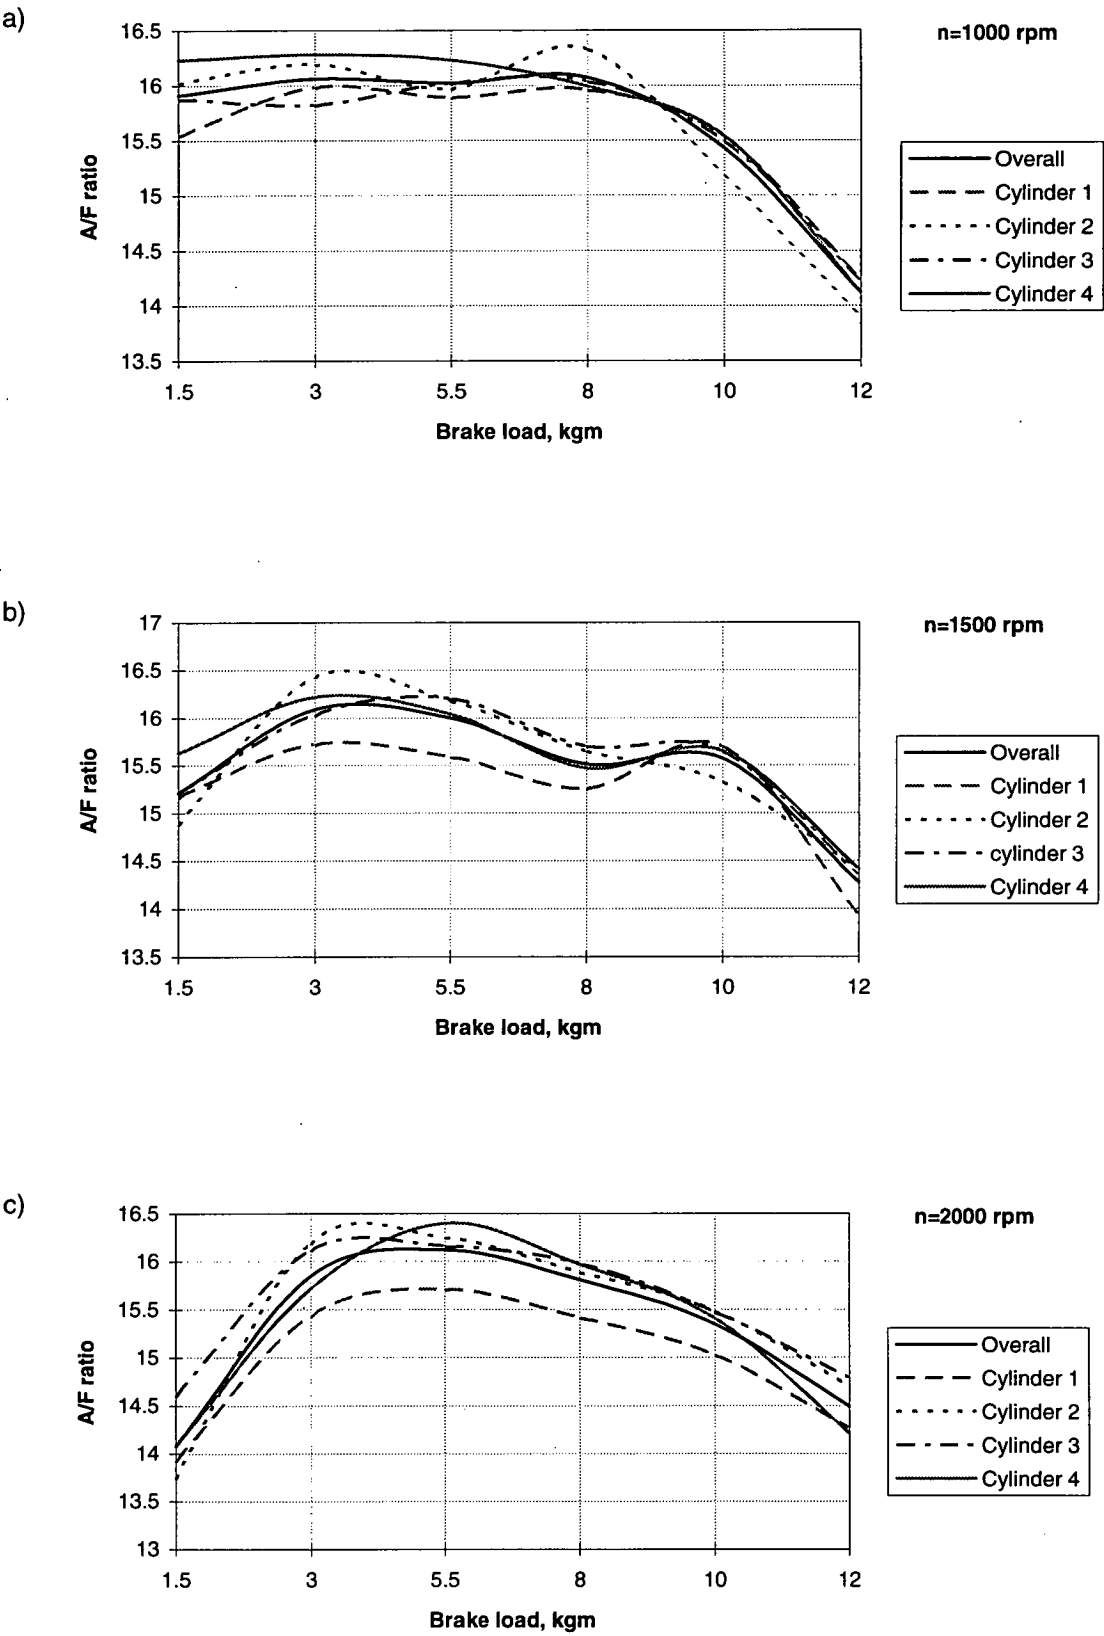 a)
n=1000 rpm
16.5
16
15.5
15
14.5
14
13.5
A/F ratio
1.5 3 5.5 8 10 12
Brake load, kgm
Overall
Cylinder 1
Cylinder 2
Cylinder 3
Cylinder 4
b)
n=1500 rpm
17
16.5
16
15.5
15
14.5
14
13.5
A/F ratio
1.5 3 5.5 8 10 12
Brake load, kgm
Overall
Cylinder 1
Cylinder 2
cylinder 3
Cylinder 4
c)
n=2000 rpm
16.5
16
15.5
15
14.5
14
13.5
13
A/F ratio
1.5 3 5.5 8 10 12
Brake load, kgm
Overall
Cylinder 1
Cylinder 2
Cylinder 3
Cylinder 4